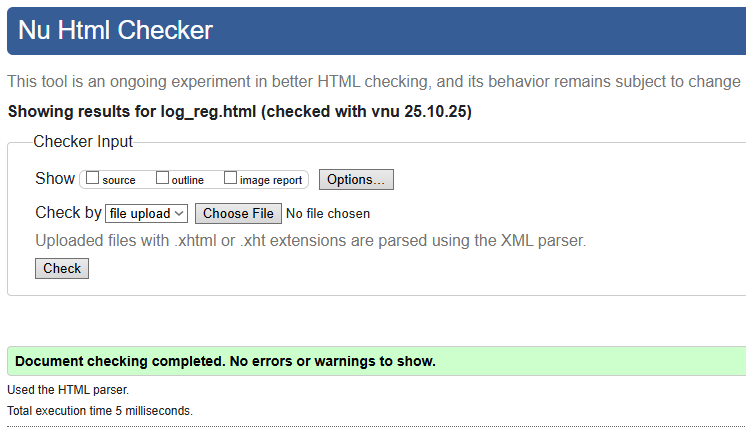 Nu Html Checker
This tool is an ongoing experiment in better HTML checking, and its behavior remains subject to change
Showing results for log_reg.html (checked with vnu 25.10.25)
Checker Input
Show source outline image report Options...
Check by file upload Choose File No file chosen
Uploaded files with .xhtml or .xht extensions are parsed using the XML parser.
Check
Document checking completed. No errors or warnings to show.
Used the HTML parser.
Total execution time 5 milliseconds.